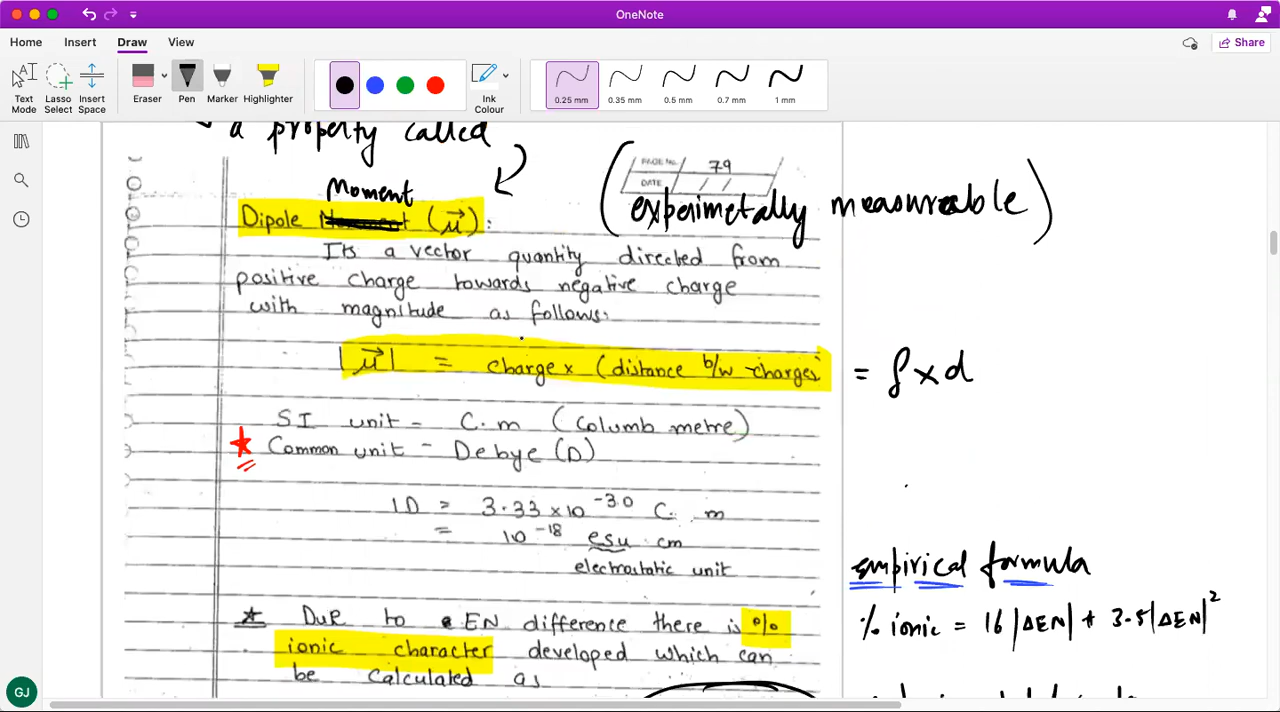 OneNote
Home Insert Draw View
Share
Text Mode
Lasso Select
Insert Space
Eraser
Pen
Marker
Highlighter
Ink Colour
0.25 mm
0.35 mm
0.5 mm
0.7 mm
1 mm
a property called
PAGE NO. 79
DATE / /
(experimetally measureable)
Moment
Dipole (μ⃗) :
Its a vector quantity directed from
positive charge towards negative charge
with magnitude as follows:
|μ⃗| = charge x (distance b/w charges) = q x d
SI unit - C.m (Columb metre)
★ Common unit - Debye (D)
1D = 3.33 x 10⁻³⁰ C. m
= 10⁻¹⁸ esu cm
electrostatic unit
empirical formula
% ionic = 16 |ΔEN| + 3.5 |ΔEN|²
★ Due to EN difference there is %
ionic character developed which can
be calculated as
GJ